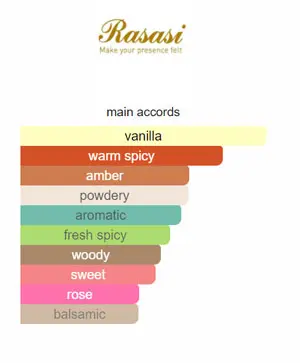 Rasasi
Make your presence felt
main accords
vanilla
warm spicy
amber
powdery
aromatic
fresh spicy
woody
sweet
rose
balsamic